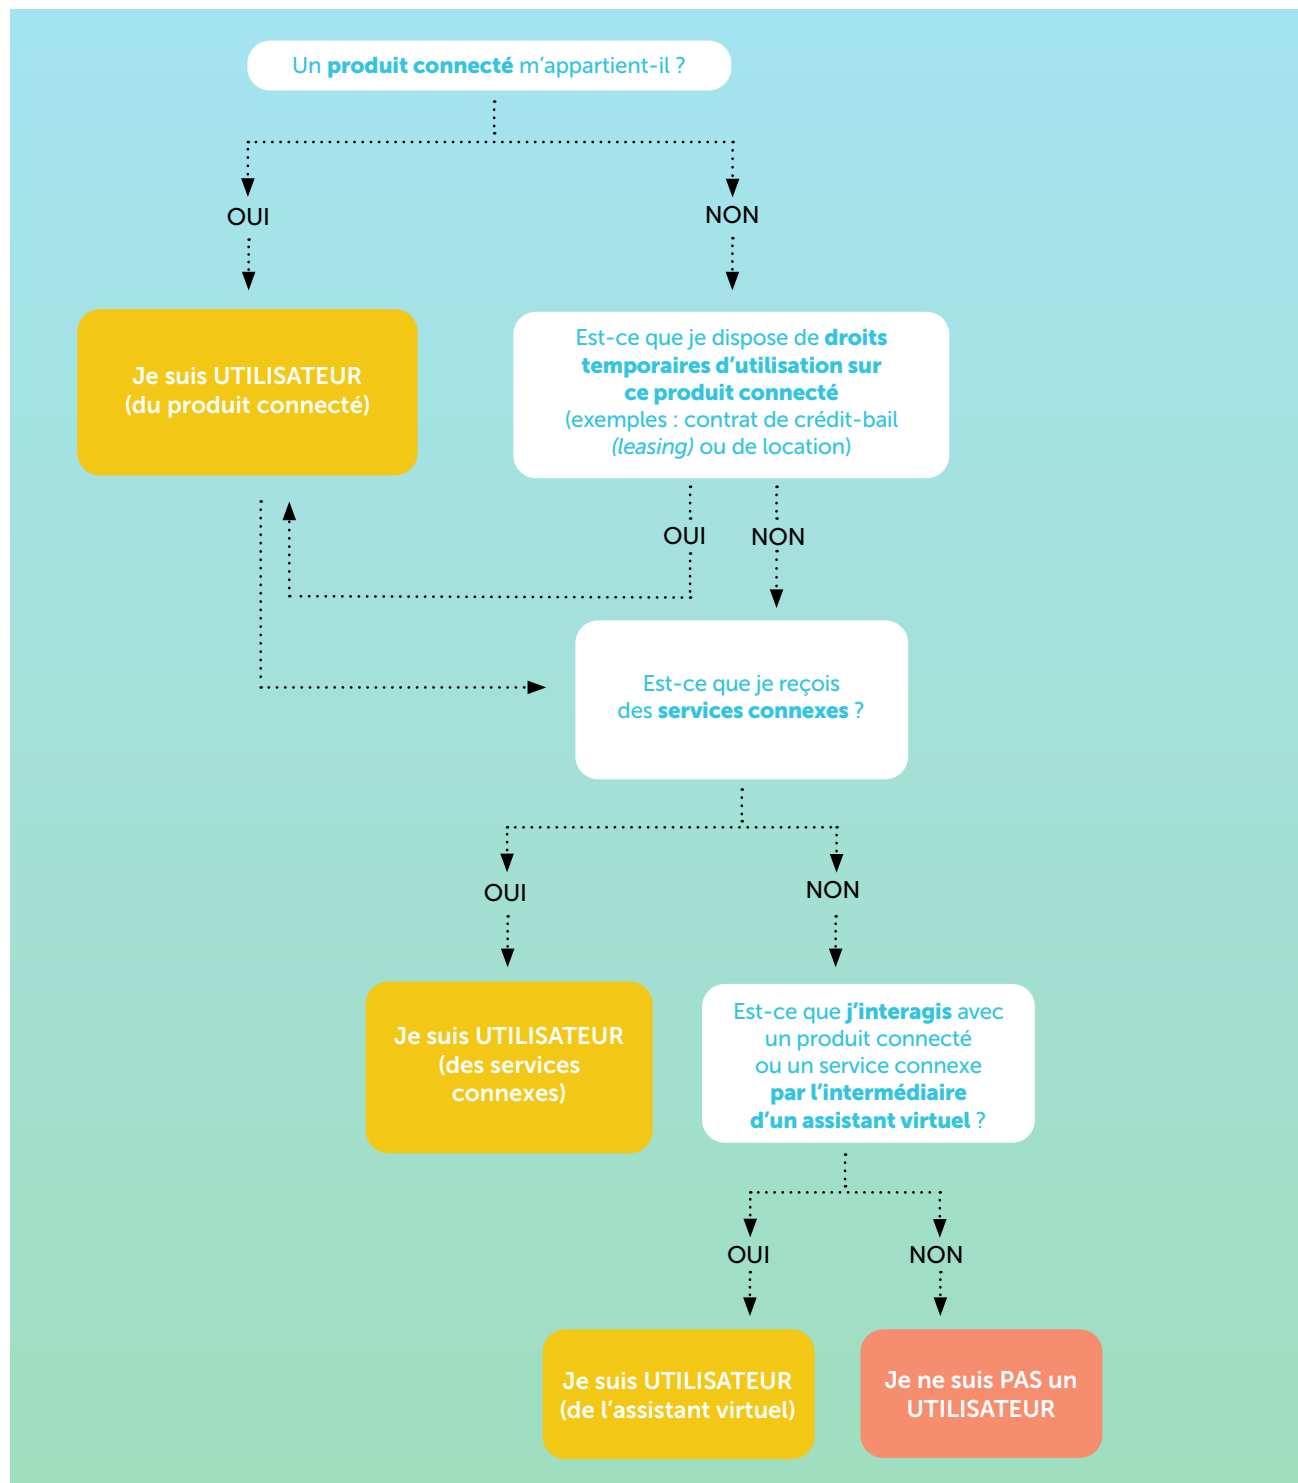 Un produit connecté m'appartient-il ?
OUI
NON
Je suis UTILISATEUR
(du produit connecté)
Est-ce que je dispose de droits
temporaires d'utilisation sur
ce produit connecté
(exemples : contrat de crédit-bail
(leasing) ou de location)
OUI
NON
Est-ce que je reçois
des services connexes ?
OUI
NON
Je suis UTILISATEUR
(des services
connexes)
Est-ce que j'interagis avec
un produit connecté
ou un service connexe
par l'intermédiaire
d'un assistant virtuel ?
OUI
NON
Je suis UTILISATEUR
(de l'assistant virtuel)
Je ne suis PAS un
UTILISATEUR